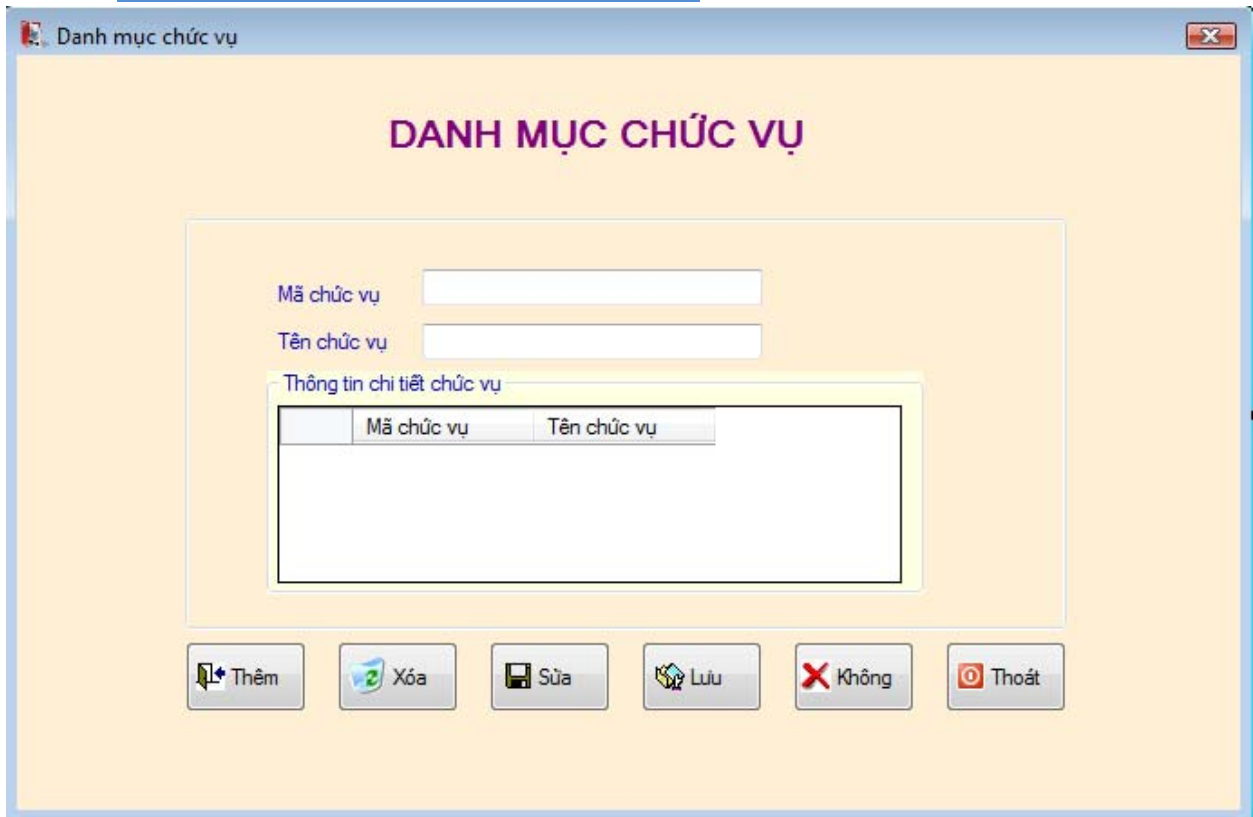 Danh mục chức vụ
DANH MỤC CHỨC VỤ
Mã chức vụ
Tên chức vụ
Thông tin chi tiết chức vụ
Mã chức vụ Tên chức vụ
Thêm Xóa Sửa Lưu Không Thoát